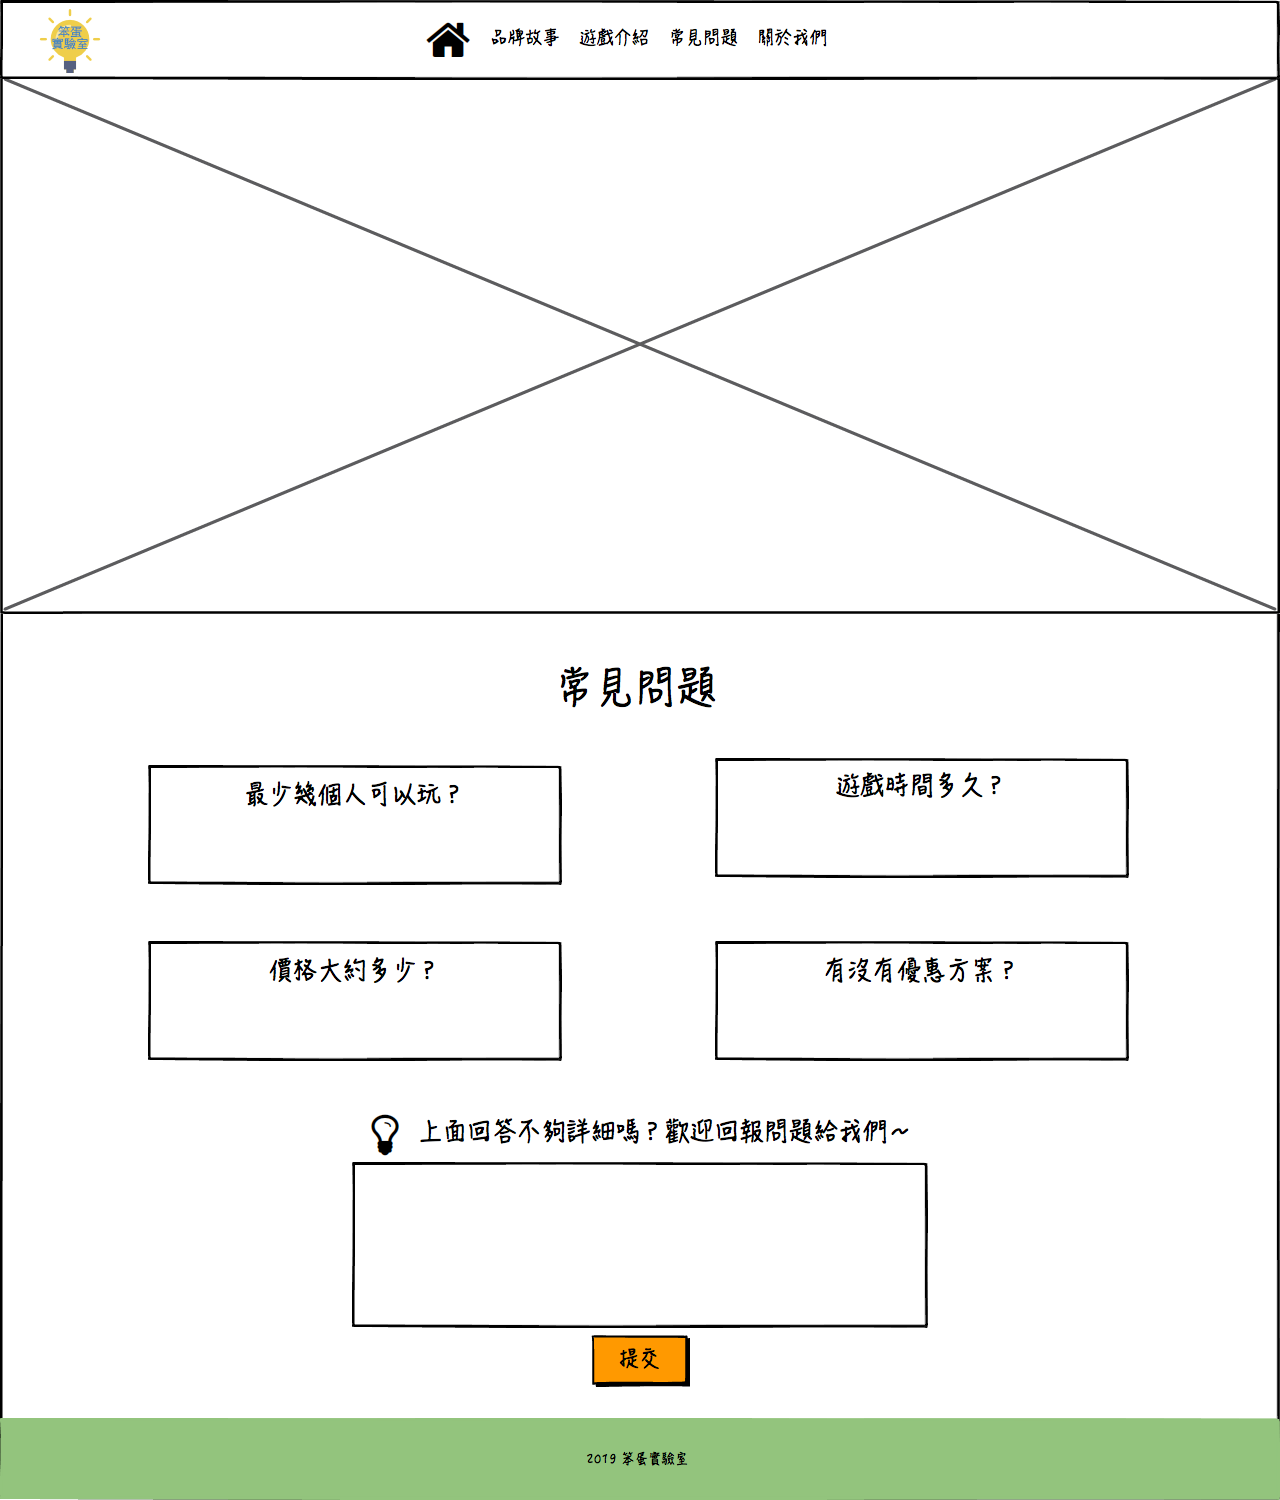 笨蛋
實驗室
品牌故事 遊戲介紹 常見問題 關於我們
常見問題
最少幾個人可以玩？
遊戲時間多久？
價格大約多少？
有沒有優惠方案？
上面回答不夠詳細嗎？歡迎回報問題給我們~
提交
2019 笨蛋實驗室